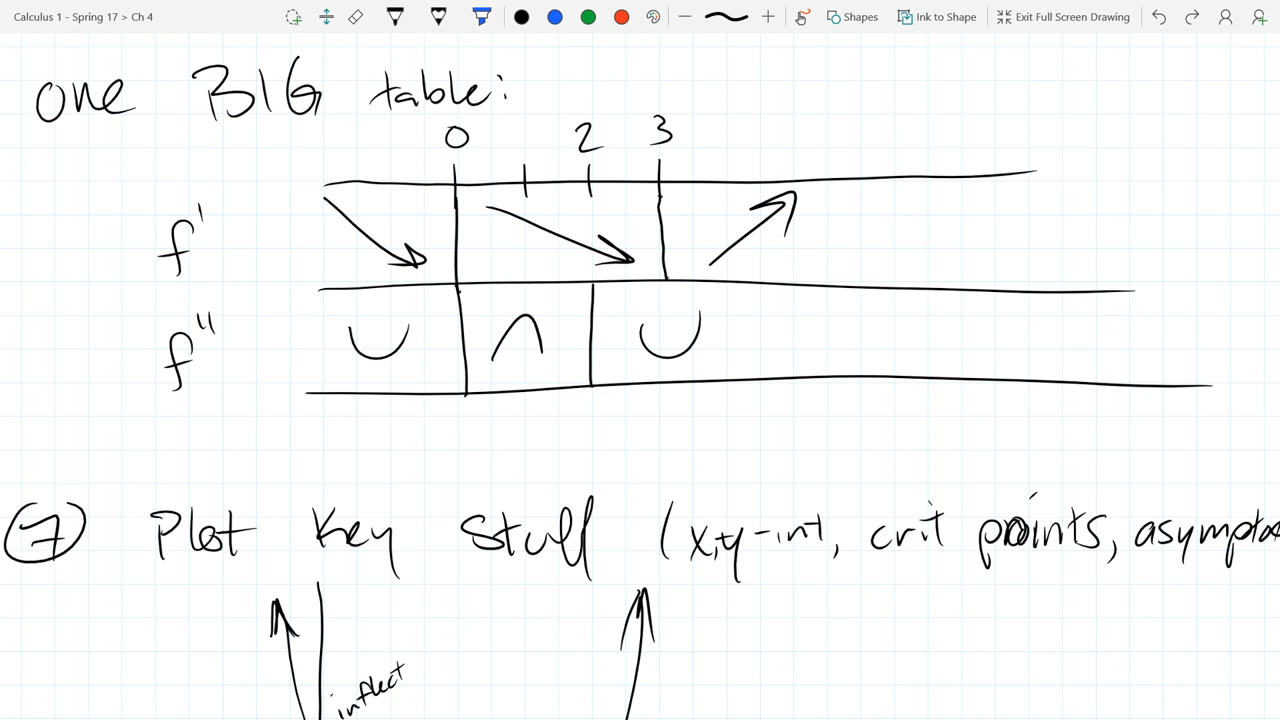 Calculus 1 - Spring 17 > Ch 4
Shapes
Ink to Shape
Exit Full Screen Drawing
one BIG table:
0 2 3
f'
f"
7 Plot Key Stuff (x,y-int, crit points, asympto
inflect